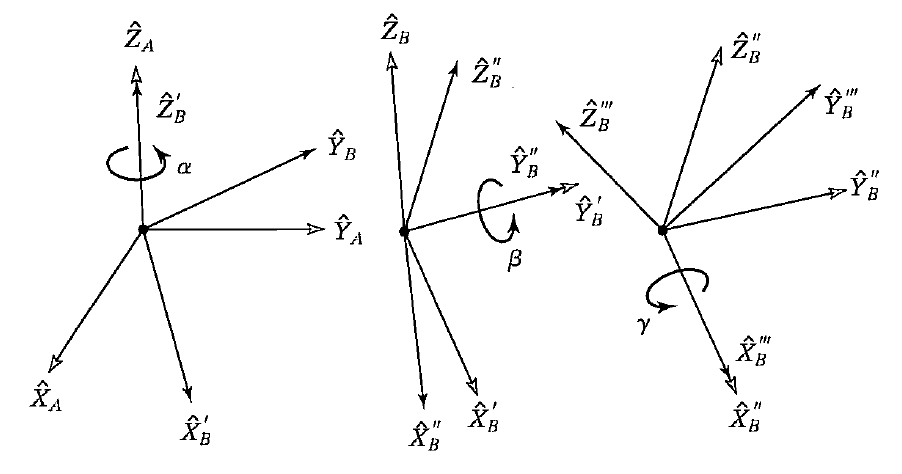 Ẑ_A
Ẑ′_B
α
Ŷ_B
Ŷ_A
X̂_A
X̂′_B
Ẑ_B
Ẑ″_B
Ŷ″_B
Ŷ′_B
β
X̂″_B
X̂′_B
Ẑ″_B
Ẑ‴_B
Ŷ‴_B
Ŷ″_B
γ
X̂‴_B
X̂″_B